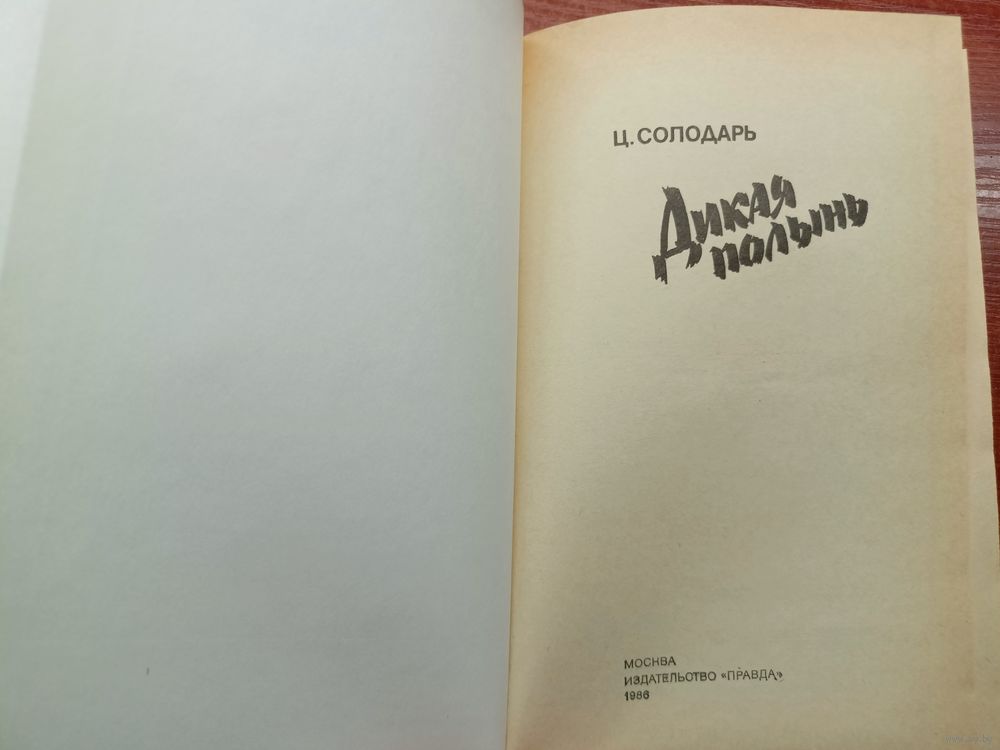 Ц. СОЛОДАРЬ
Дикая
полынь
МОСКВА
ИЗДАТЕЛЬСТВО «ПРАВДА»
1986